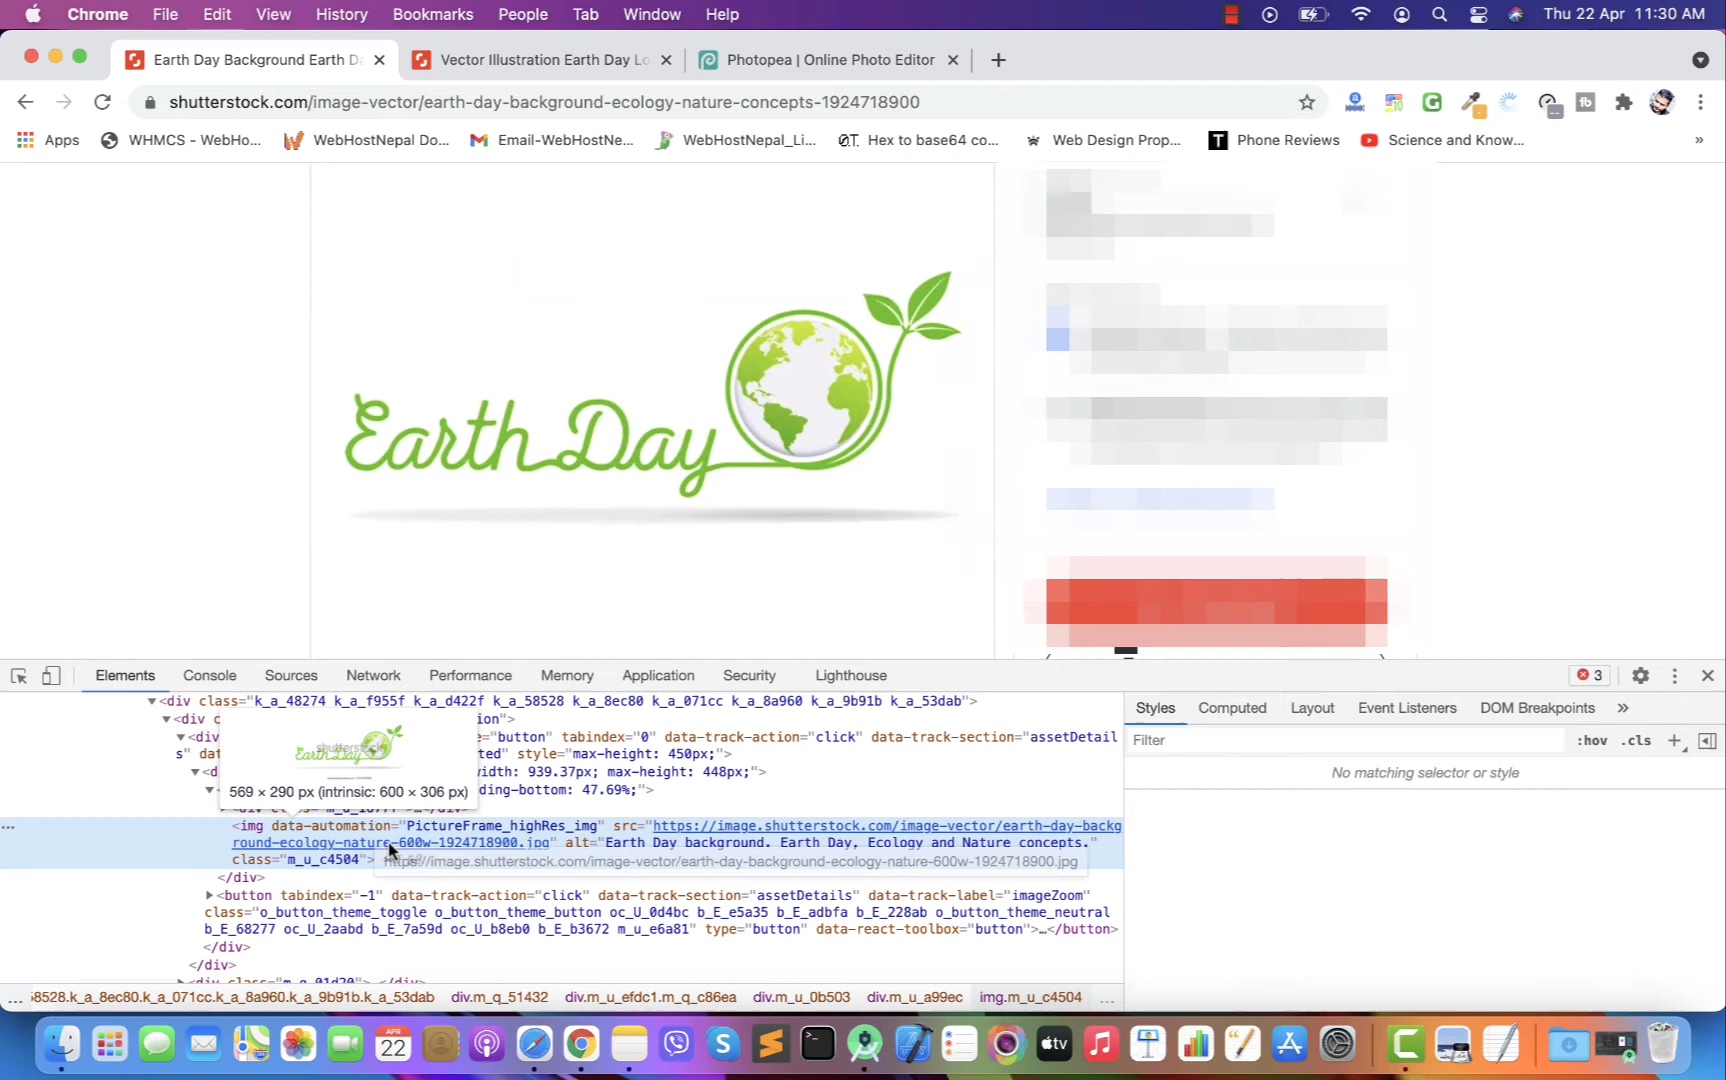 Chrome File Edit View History Bookmarks People Tab Window Help Thu 22 Apr 11:30 AM
Earth Day Background Earth D Vector Illustration Earth Day Lo Photopea | Online Photo Editor
shutterstock.com/image-vector/earth-day-background-ecology-nature-concepts-1924718900
Apps WHMCS - WebHo... WebHostNepal Do... Email-WebHostNe... WebHostNepal_Li... Hex to base64 co... Web Design Prop... Phone Reviews Science and Know... »
Earth Day
Elements Console Sources Network Performance Memory Application Security Lighthouse 3
<div class="k_a_48274 k_a_f955f k_a_d422f k_a_58528 k_a_8ec80 k_a_071cc k_a_8a960 k_a_9b91b k_a_53dab">
Styles Computed Layout Event Listeners DOM Breakpoints »
<div c ion">
<div ="button" tabindex="0" data-track-action="click" data-track-section="assetDetail
s" dat ted" style="max-height: 450px;">
Filter :hov .cls +
<d width: 939.37px; max-height: 448px;">
No matching selector or style
ding-bottom: 47.69%;">
shutterstock
Earth Day
569 × 290 px (intrinsic: 600 × 306 px)
<img data-automation="PictureFrame_highRes_img" src="https://image.shutterstock.com/image-vector/earth-day-backg
round-ecology-nature-600w-1924718900.jpg" alt="Earth Day background. Earth Day, Ecology and Nature concepts."
class="m_u_c4504">
https://image.shutterstock.com/image-vector/earth-day-background-ecology-nature-600w-1924718900.jpg
</div>
<button tabindex="-1" data-track-action="click" data-track-section="assetDetails" data-track-label="imageZoom"
class="o_button_theme_toggle o_button_theme_button oc_U_0d4bc b_E_e5a35 b_E_adbfa b_E_228ab o_button_theme_neutral
b_E_68277 oc_U_2aabd b_E_7a59d oc_U_b8eb0 b_E_b3672 m_u_e6a81" type="button" data-react-toolbox="button">…</button>
</div>
</div>
... 58528.k_a_8ec80.k_a_071cc.k_a_8a960.k_a_9b91b.k_a_53dab div.m_q_51432 div.m_u_efdc1.m_q_c86ea div.m_u_0b503 div.m_u_a99ec img.m_u_c4504 ...
APR
22
tv